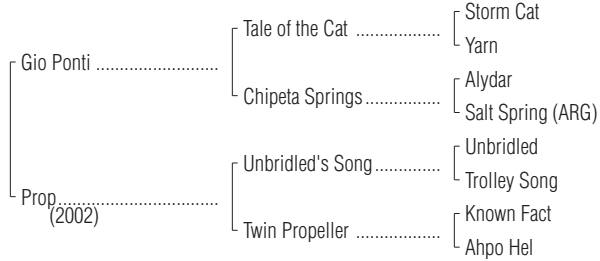 Storm Cat
Tale of the Cat ..................
Yarn
Gio Ponti ..........................
Alydar
Chipeta Springs................
Salt Spring (ARG)
Unbridled
Unbridled's Song..............
Trolley Song
Prop..................................
(2002)
Known Fact
Twin Propeller ..................
Ahpo Hel